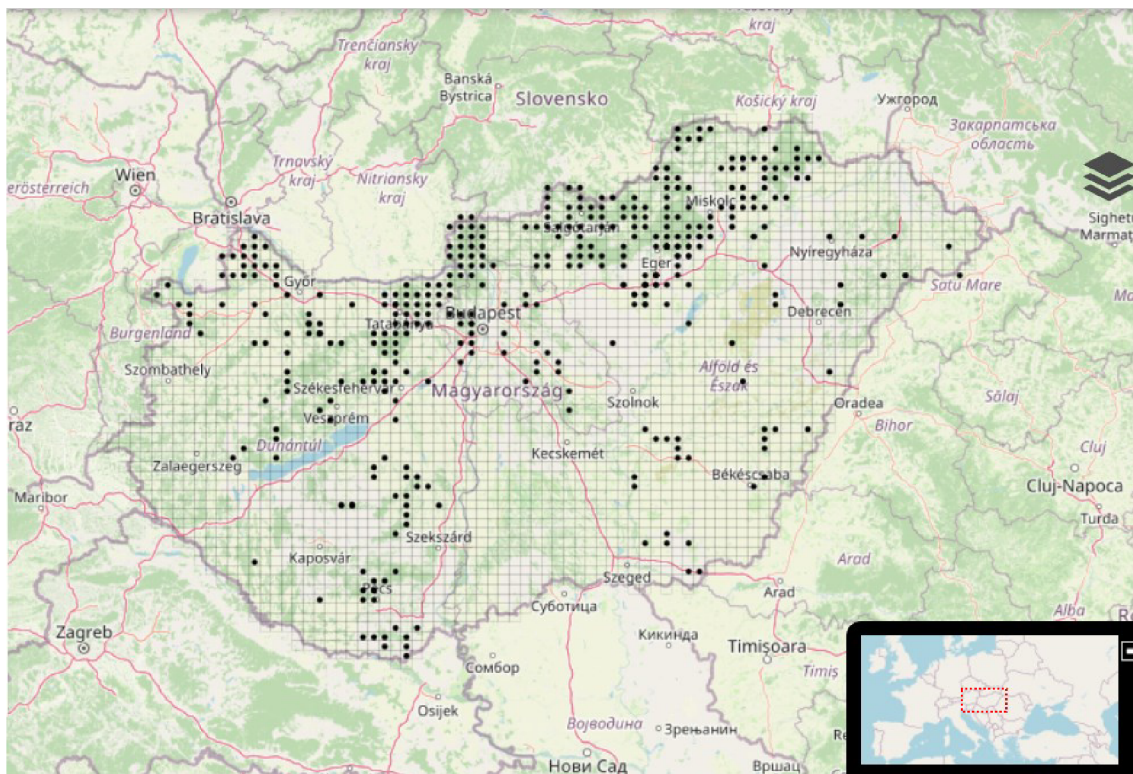 Trenčiansky
kraj
Banská
Bystrica
Slovensko
Košický kraj
Ужгород
Закарпатська
область
Trnavský
kraj
Nitriansky
kraj
Wien
erösterreich
Bratislava
Miskolc
Salgótarján
Sighetu
Győr
Eger
Nyíregyháza
Satu Mare
Burgenland
Tatabánya
Budapest
Debrecen
Szombathely
Székesfehérvár
Magyarország
Alföld és
Észak
Szolnok
Oradea
Sălaj
Veszprém
Dunántúl
Bihor
Zalaegerszeg
Kecskemét
Cluj
Békéscsaba
Cluj-Napoca
Maribor
Turda
Szekszárd
Kaposvár
Arad
Szeged
Pécs
Суботица
Arad
Alba
Zagreb
Кикинда
Timișoara
Сомбор
Timiș
Osijek
Војводина
Зрењанин
Нови Сад
Вршац